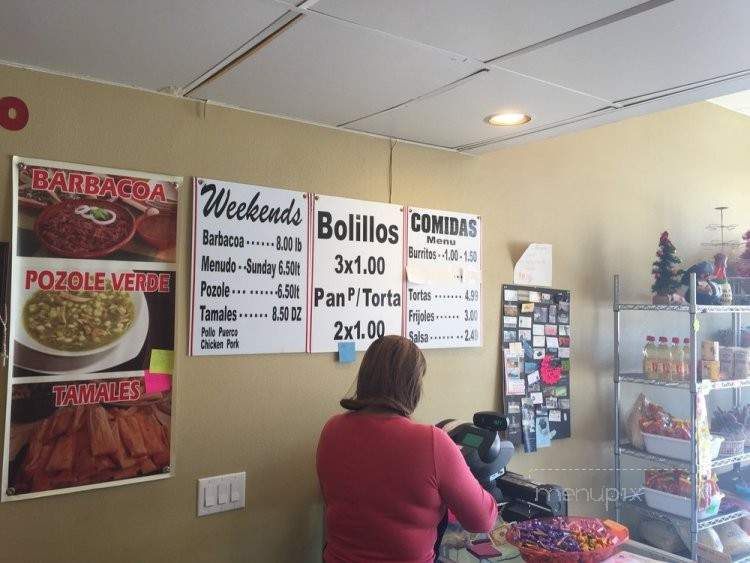 BARBACOA
POZOLE VERDE
TAMALES
Weekends
Barbacoa ...... 8.00 lb
Menudo ..Sunday 6.50lt
Pozole ............ 6.50lt
Tamales ........ 8.50 DZ
Pollo Puerco
Chicken Pork
Bolillos
3x1.00
Pan P/Torta
2x1.00
COMIDAS
Menu
Burritos ..1.00 - 1.50
Tortas ........ 4.99
Frijoles ....... 3.00
Salsa .......... 2.49
menupix